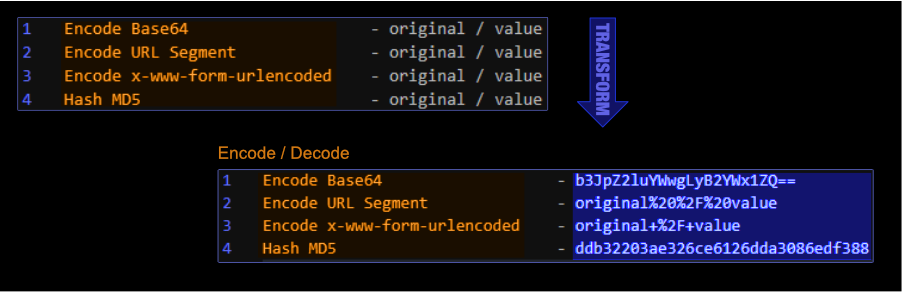 1 Encode Base64 - original / value
2 Encode URL Segment - original / value
3 Encode x-www-form-urlencoded - original / value
4 Hash MD5 - original / value
TRANSFORM
Encode / Decode
1 Encode Base64 - b3JpZ2luYWwgLyB2YWx1ZQ==
2 Encode URL Segment - original%20%2F%20value
3 Encode x-www-form-urlencoded - original+%2F+value
4 Hash MD5 - ddb32203ae326ce6126dda3086edf388